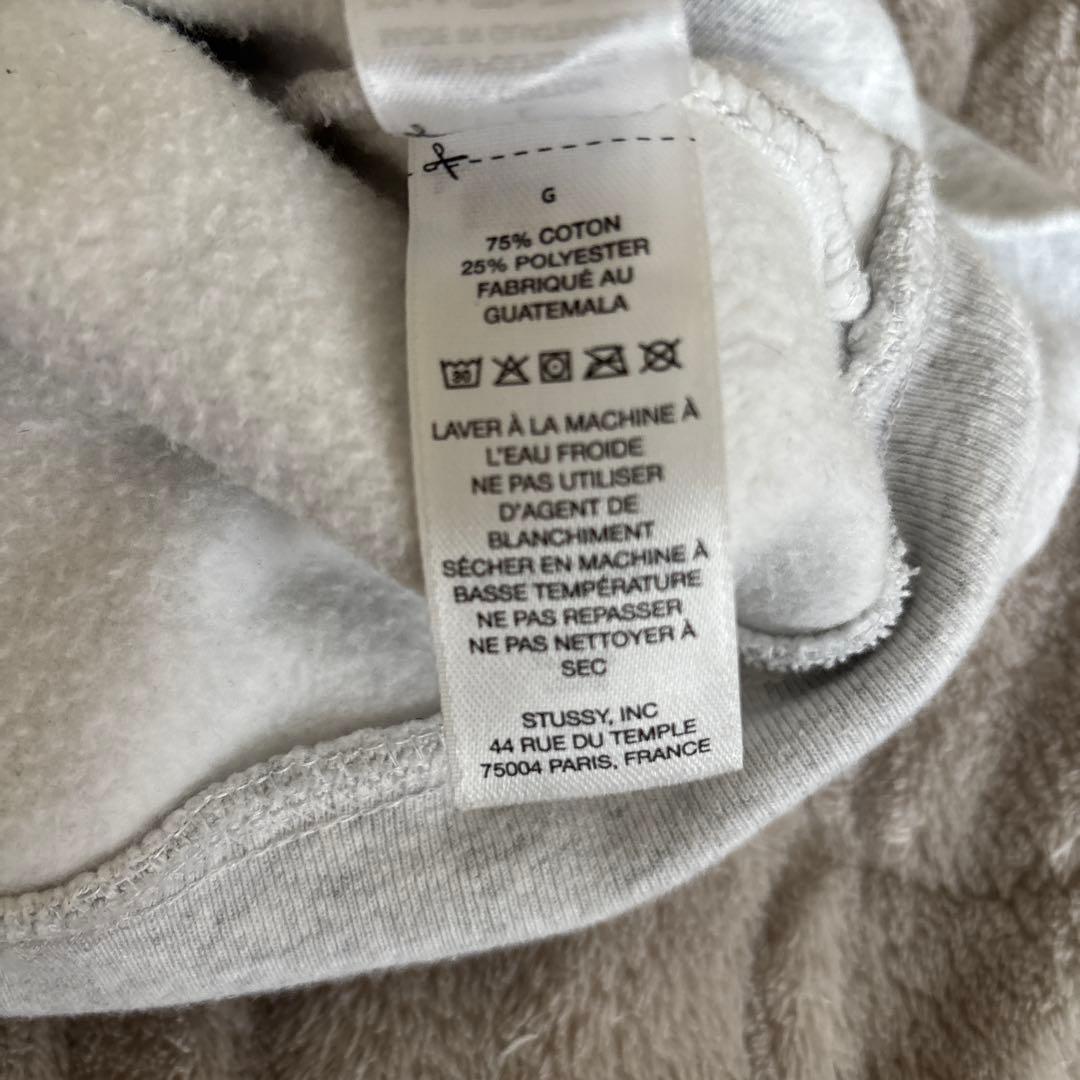 G
75% COTON
25% POLYESTER
FABRIQUÉ AU
GUATEMALA
30
LAVER À LA MACHINE À
L'EAU FROIDE
NE PAS UTILISER
D'AGENT DE
BLANCHIMENT
SÉCHER EN MACHINE À
BASSE TEMPÉRATURE
NE PAS REPASSER
NE PAS NETTOYER À
SEC
STUSSY, INC
44 RUE DU TEMPLE
75004 PARIS, FRANCE